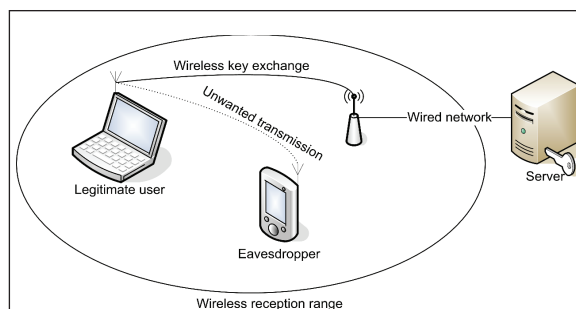 Wireless key exchange
Unwanted transmission
Wired network
Legitimate user
Server
Eavesdropper
Wireless reception range